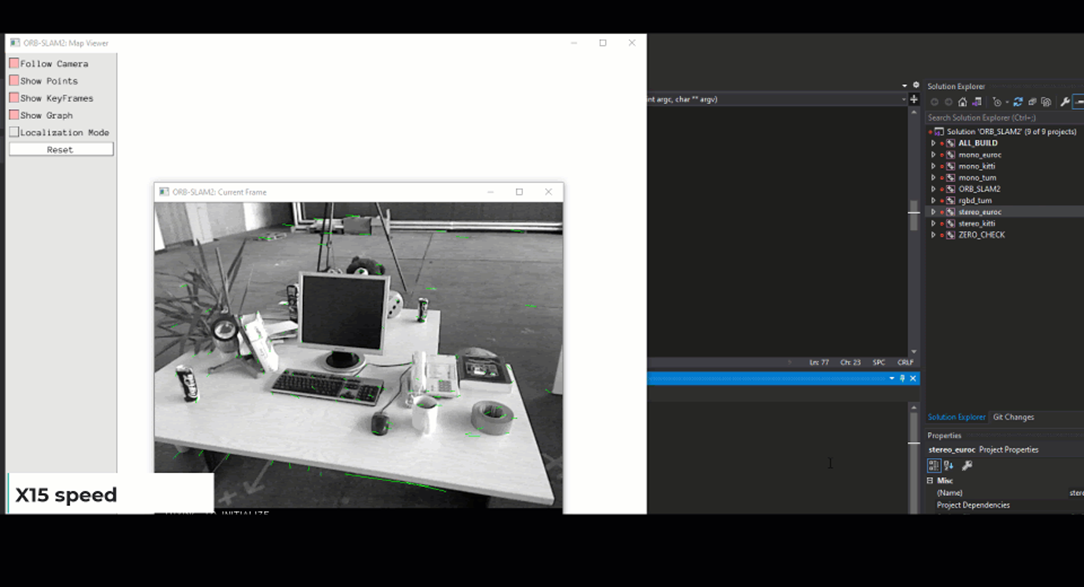 ORB-SLAM2: Map Viewer
Follow Camera
Show Points
Show KeyFrames
Show Graph
Localization Mode
Reset
ORB-SLAM2: Current Frame
X15 speed
INITIALIZE
int argc, char ** argv)
Ln: 77 Ch: 23 SPC CRLF
Solution Explorer
Search Solution Explorer (Ctrl+;)
Solution 'ORB_SLAM2' (9 of 9 projects)
ALL_BUILD
mono_euroc
mono_kitti
mono_tum
ORB_SLAM2
rgbd_tum
stereo_euroc
stereo_kitti
ZERO_CHECK
Solution Explorer Git Changes
Properties
stereo_euroc Project Properties
Misc
(Name) ster
Project Dependencies